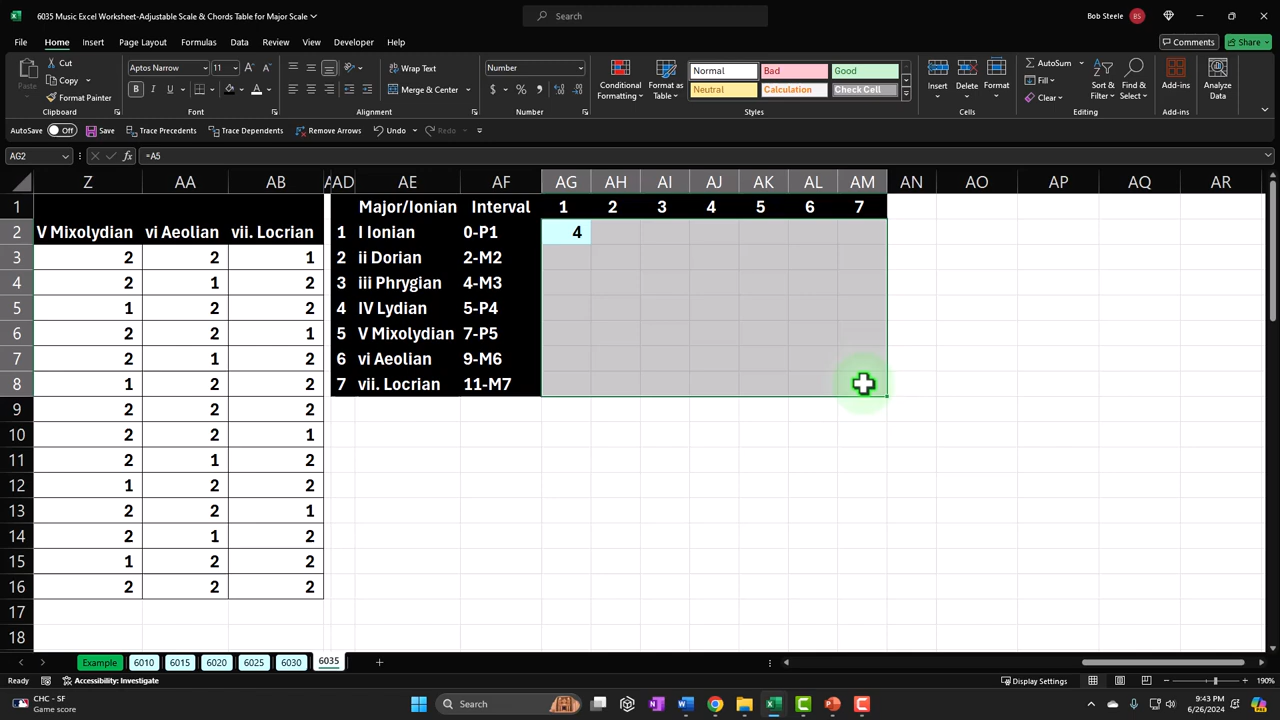 6035 Music Excel Worksheet-Adjustable Scale & Chords Table for Major Scale
Search
Bob Steele
BS
File Home Insert Draw Page Layout Formulas Data Review View Developer Help
Comments
Share
Paste
Cut
Copy
Format Painter
Clipboard
Aptos Narrow
11
B I U
Font
Wrap Text
Merge & Center
Alignment
Number
$ % 9
Number
Conditional Formatting
Format as Table
Normal Bad Good
Neutral Calculation Check Cell
Styles
Insert Delete Format
Cells
AutoSum
Fill
Clear
Sort & Filter
Find & Select
Editing
Add-ins
Add-ins
Analyze Data
AutoSave Off Save Trace Precedents Trace Dependents Remove Arrows Undo Redo
AG2
fx
=A5
Z AA AB A AD AE AF AG AH AI AJ AK AL AM AN AO AP AQ AR
1 Major/Ionian Interval 1 2 3 4 5 6 7
2 V Mixolydian vi Aeolian vii. Locrian 1 I Ionian 0-P1 4
3 2 2 1 2 ii Dorian 2-M2
4 2 1 2 3 iii Phrygian 4-M3
5 1 2 2 4 IV Lydian 5-P4
6 2 2 1 5 V Mixolydian 7-P5
7 2 1 2 6 vi Aeolian 9-M6
8 1 2 2 7 vii. Locrian 11-M7
9 2 2 2
10 2 2 1
11 2 1 2
12 1 2 2
13 2 2 1
14 2 1 2
15 1 2 2
16 2 2 2
17
18
Example 6010 6015 6020 6025 6030 6035
Ready
Accessibility: Investigate
Display Settings
190%
CHC - SF
Game score
Search
9:43 PM
6/26/2024